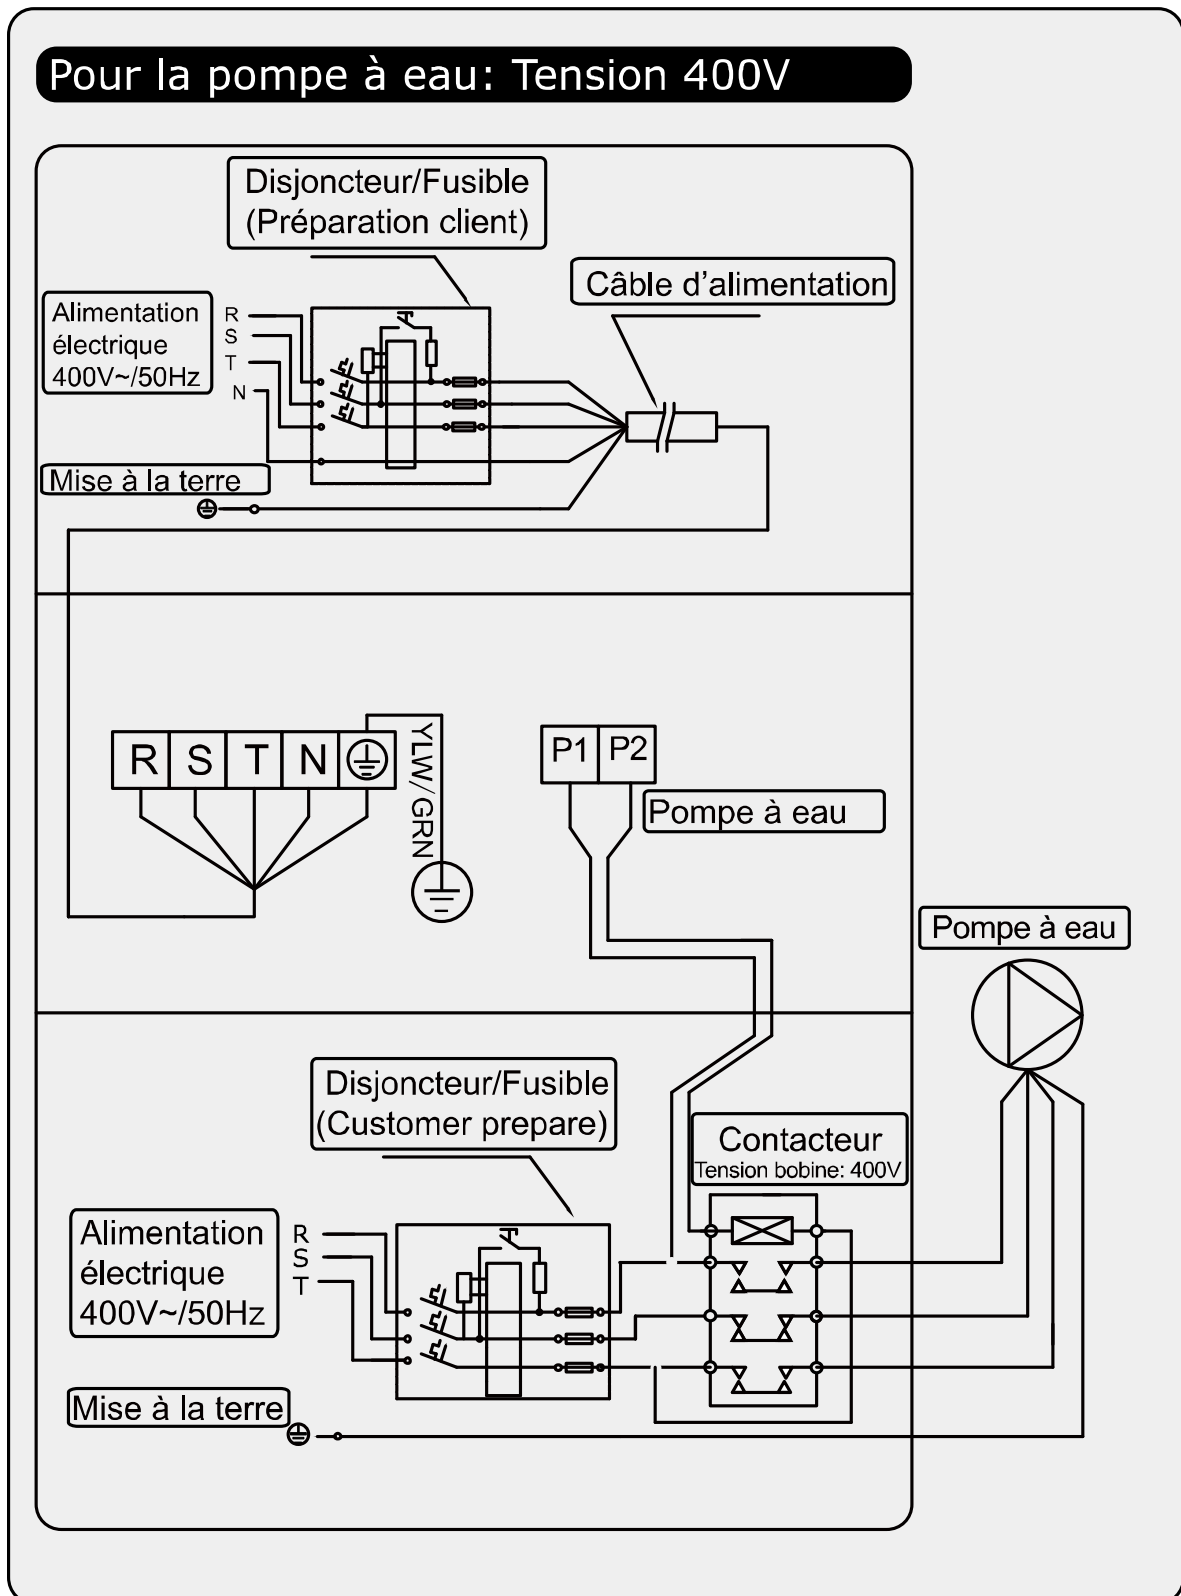 Pour la pompe à eau: Tension 400V
Disjoncteur/Fusible
(Préparation client)
Câble d'alimentation
Alimentation
électrique
400V~/50Hz
R
S
T
N
Mise à la terre
R S T N
YLW/GRN
P1 P2
Pompe à eau
Pompe à eau
Disjoncteur/Fusible
(Customer prepare)
Contacteur
Tension bobine: 400V
Alimentation
électrique
400V~/50Hz
R
S
T
Mise à la terre